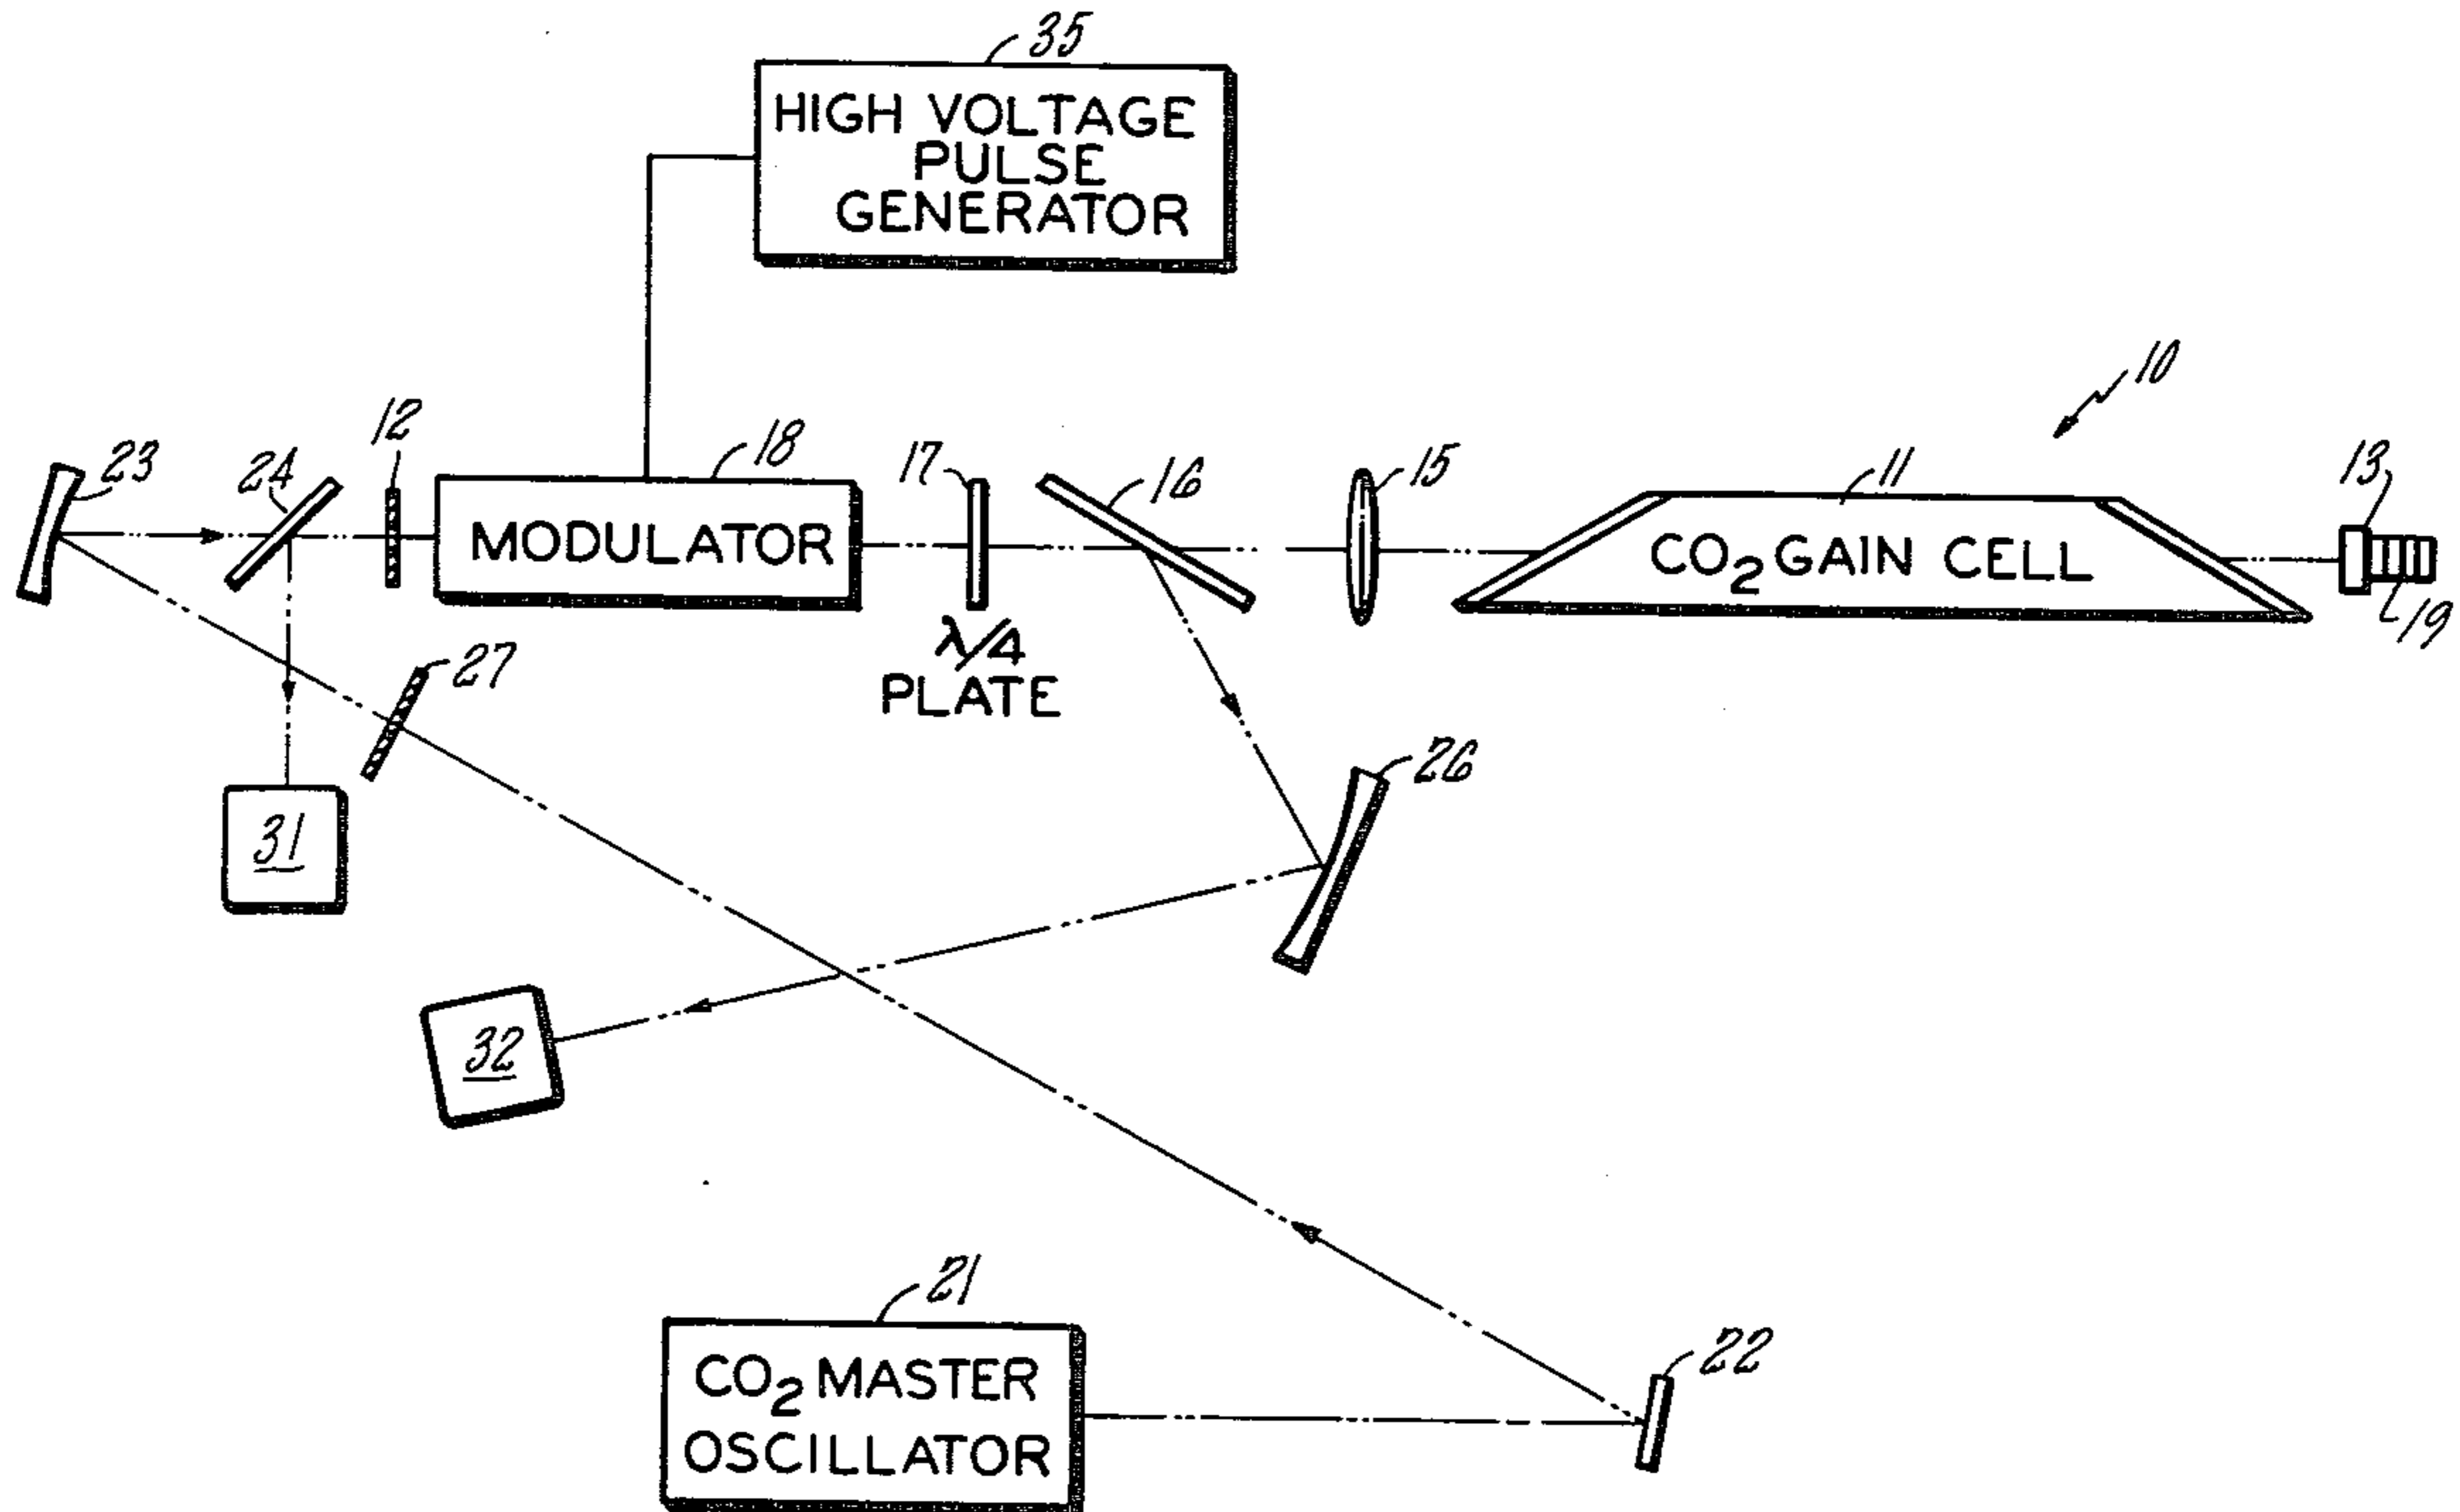 35
HIGH VOLTAGE
PULSE
GENERATOR
10
12
18
17
16
15
11
13
23
24
MODULATOR
CO2 GAIN CELL
19
λ/4
PLATE
27
26
31
32
21
CO2 MASTER
OSCILLATOR
22